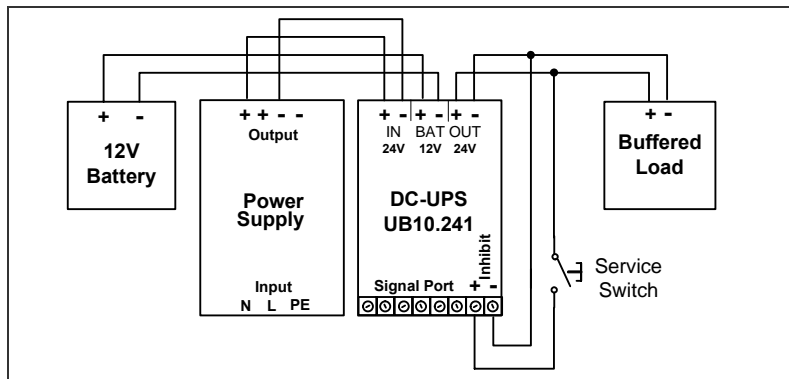 + -
12V
Battery
+ + - -
Output
Power
Supply
Input
N L PE
+ - + - + -
IN BAT OUT
24V 12V 24V
DC-UPS
UB10.241
Inhibit
Signal Port + -
+ -
Buffered
Load
Service
Switch